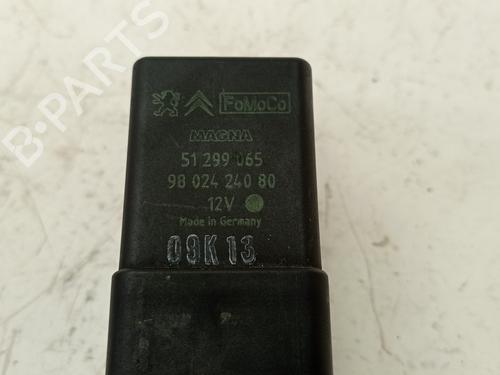 FoMoCo
MAGNA
51 299 065
98 024 240 80
12V
Made in Germany
09K13
B-PARTS